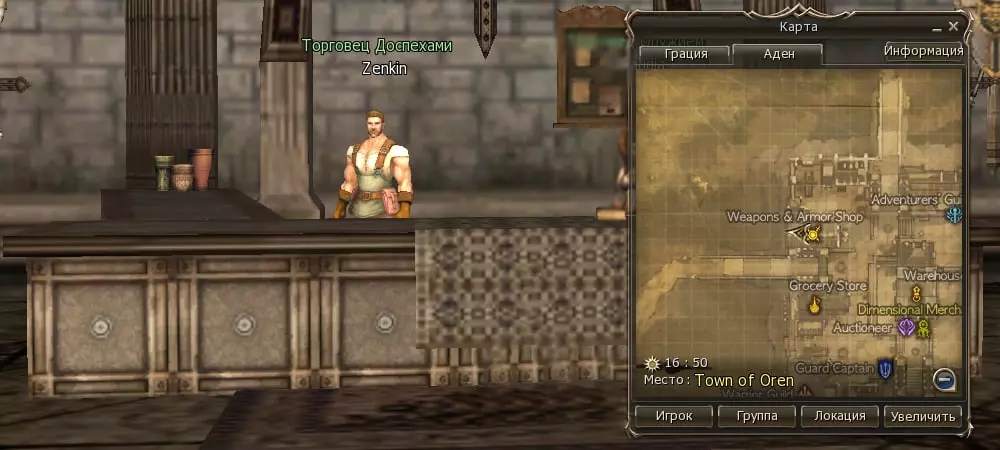 Торговец Доспехами
Zenkin
Карта
Грация
Аден
Информация
Weapons & Armor Shop
Adventurers' Gui
Warehous
Grocery Store
Dimensional Merch
Auctioneer
Guard Captain
16 : 50
Место : Town of Oren
Игрок
Группа
Локация
Увеличить